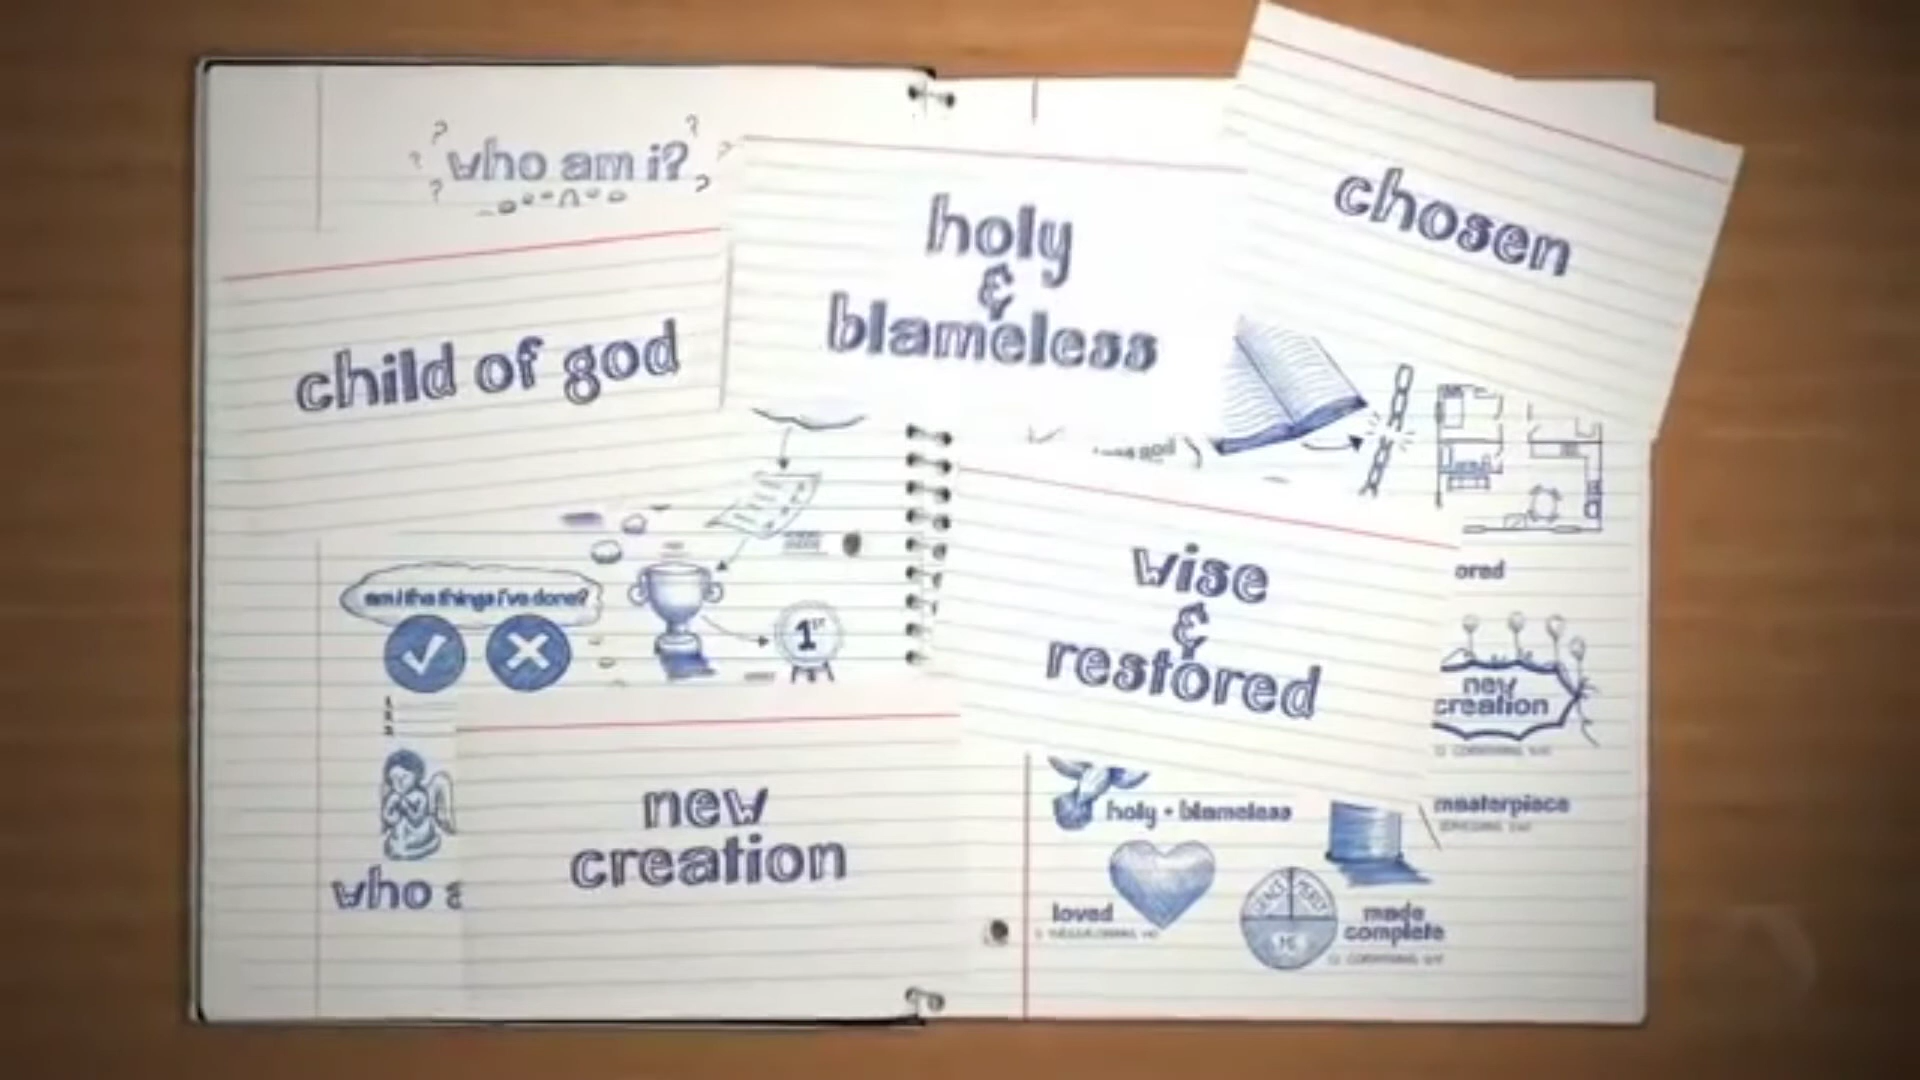 who am i?
child of god
holy
&
blameless
chosen
am i the things i've done?
1ST
who a
new
creation
wise
&
restored
ored
new
creation
masterpiece
holy + blameless
loved
made
complete